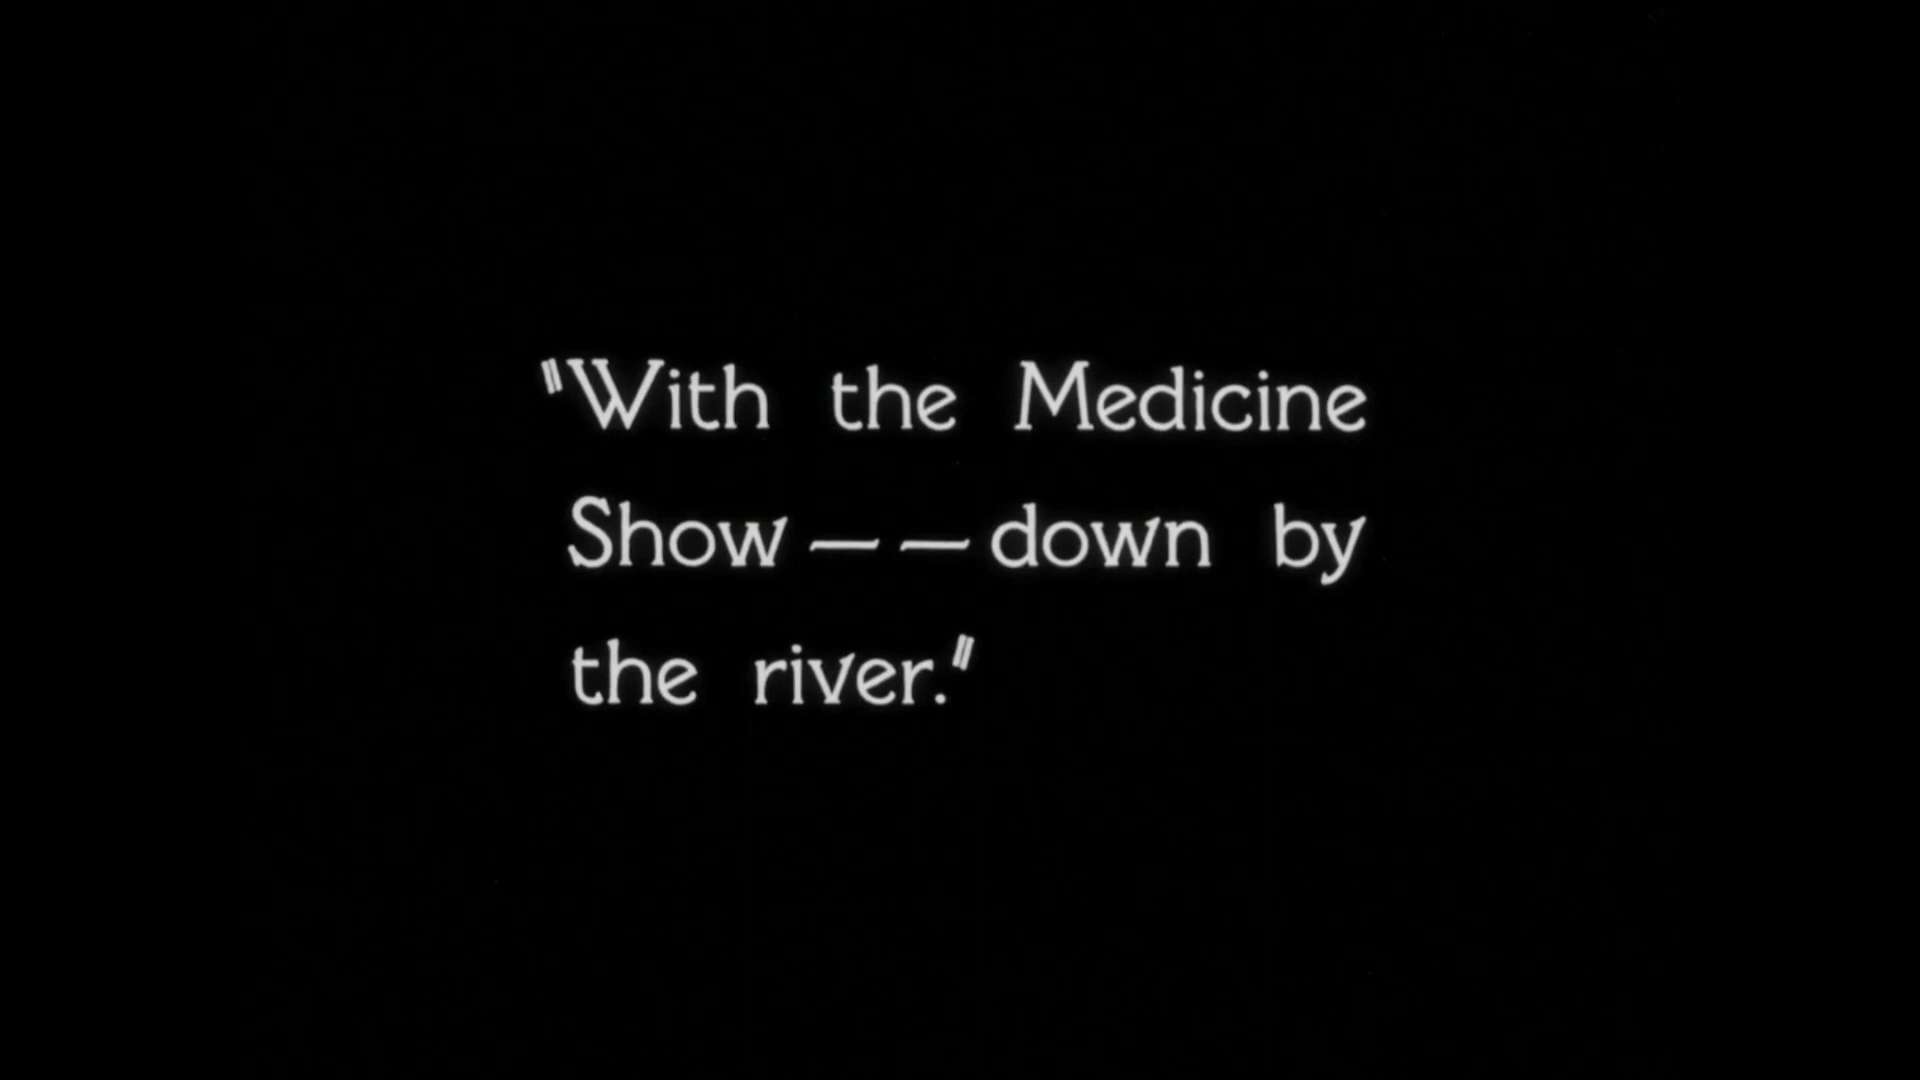 "With the Medicine
Show — — down by
the river."